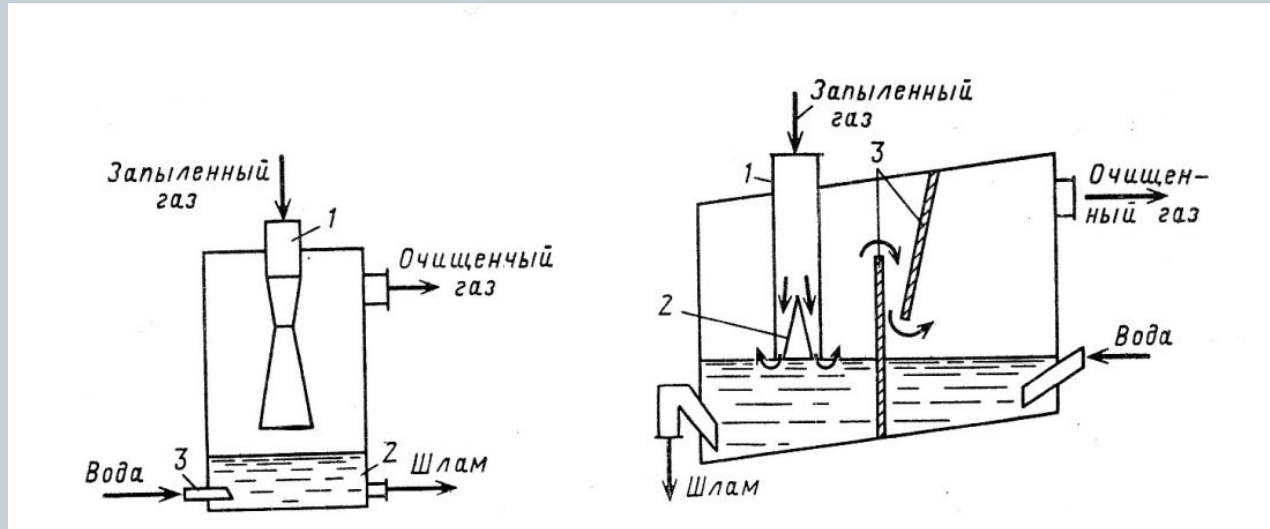 Запыленный
газ
1
Очищенчый
газ
Вода
3
2
Шлам
Запыленный
газ
1
3
Очищен-
ный газ
2
Вода
Шлам